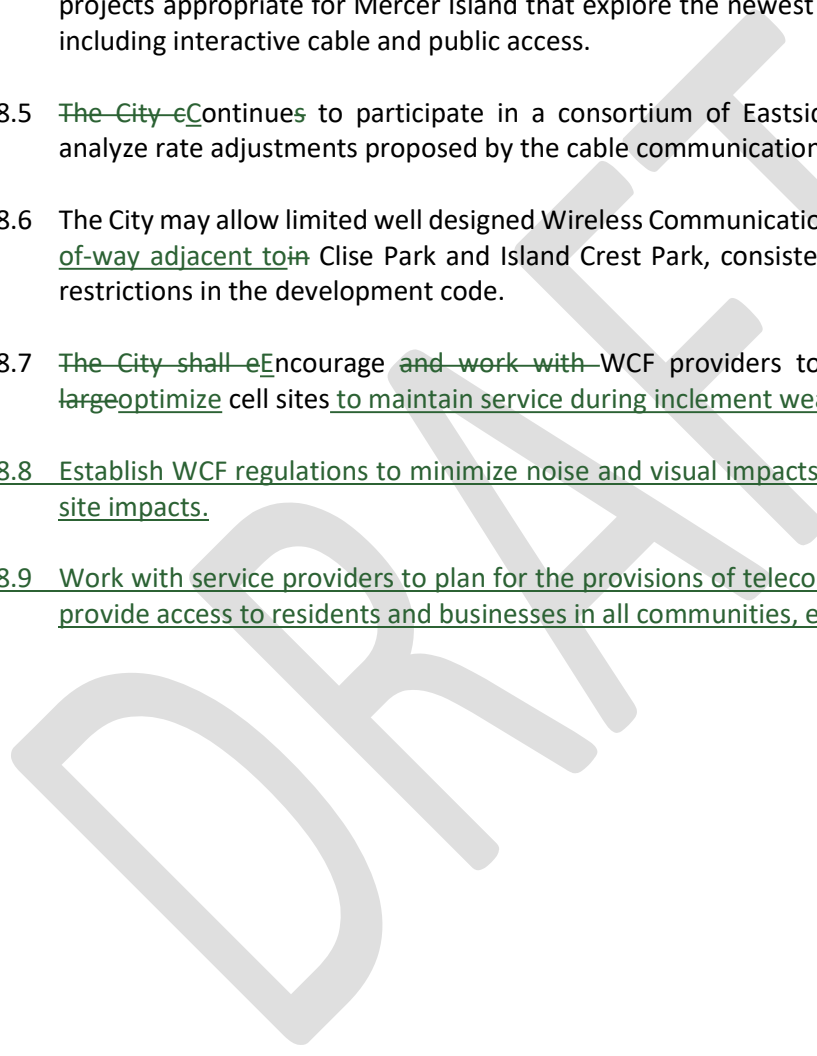 projects appropriate for Mercer Island that explore the newest
including interactive cable and public access.
8.5 The City cContinues to participate in a consortium of Eastsid
analyze rate adjustments proposed by the cable communication
8.6 The City may allow limited well designed Wireless Communicatio
of-way adjacent toin Clise Park and Island Crest Park, consiste
restrictions in the development code.
8.7 The City shall eEncourage and work with WCF providers to
largeoptimize cell sites to maintain service during inclement wea
8.8 Establish WCF regulations to minimize noise and visual impacts
site impacts.
8.9 Work with service providers to plan for the provisions of teleco
provide access to residents and businesses in all communities, e
DRAFT